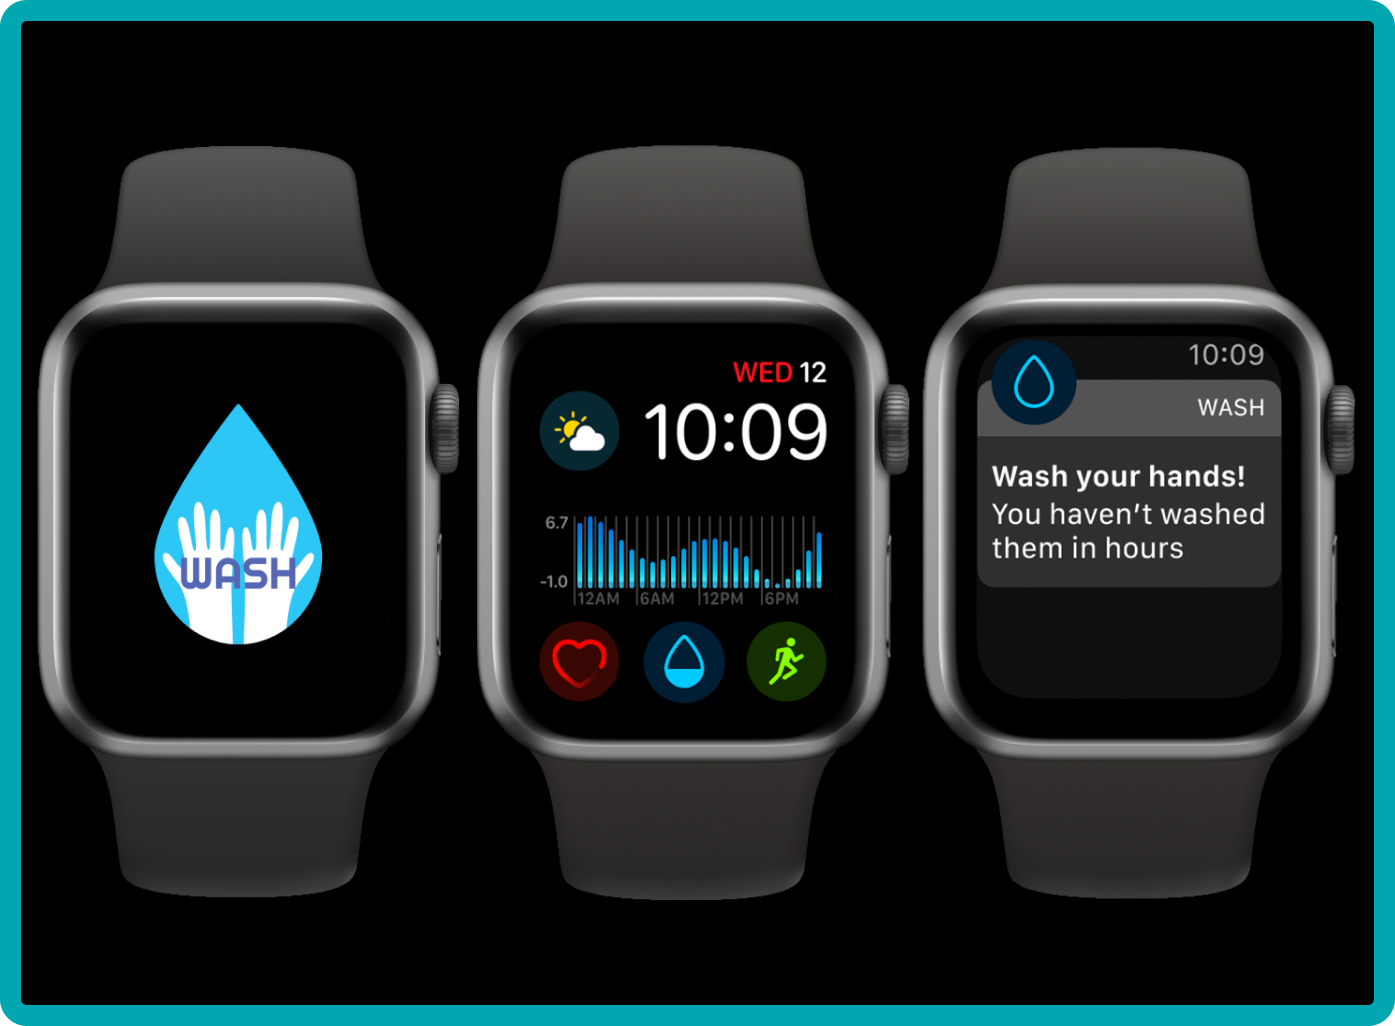 WASH
WED 12
10:09
6.7
-1.0
12AM 6AM 12PM 6PM
10:09
WASH
Wash your hands!
You haven’t washed
them in hours